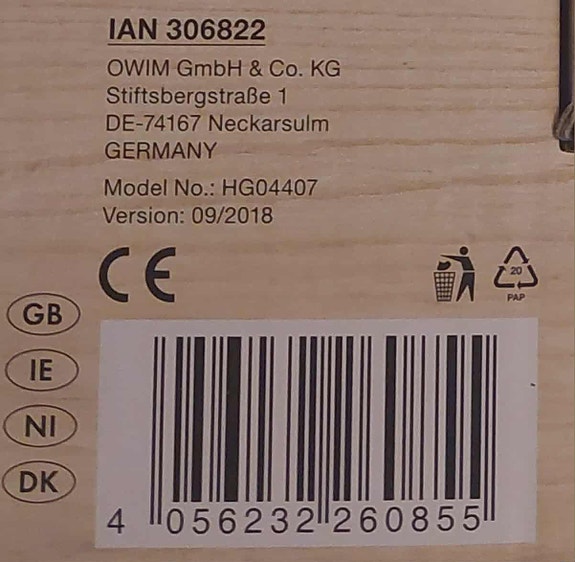 IAN 306822
OWIM GmbH & Co. KG
Stiftsbergstraße 1
DE-74167 Neckarsulm
GERMANY
Model No.: HG04407
Version: 09/2018
CE
20
PAP
GB
IE
NI
DK
4 056232 260855